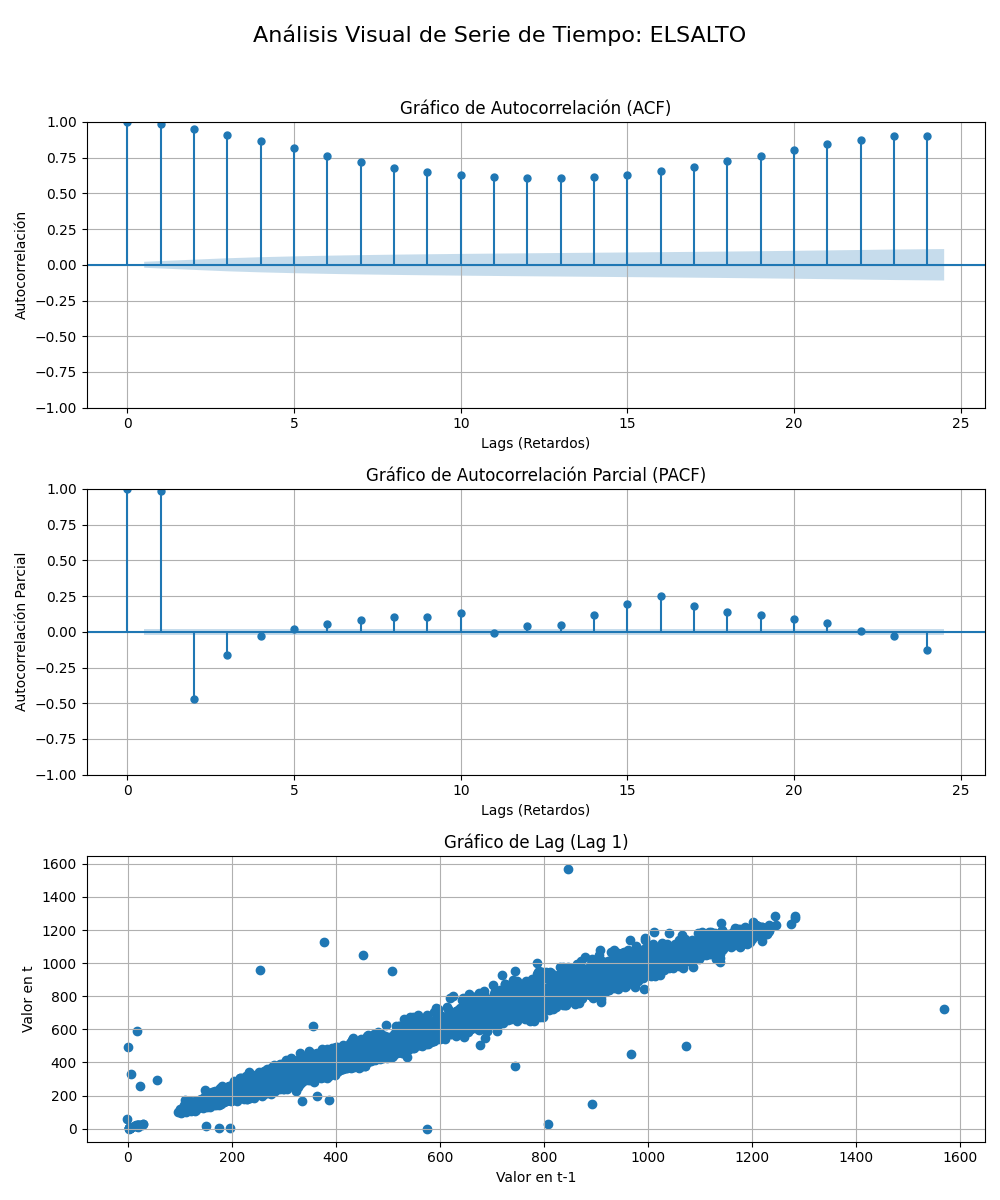 Análisis Visual de Serie de Tiempo: ELSALTO
Gráfico de Autocorrelación (ACF)
1.00
0.75
0.50
0.25
0.00
−0.25
−0.50
−0.75
−1.00
Autocorrelación
0 5 10 15 20 25
Lags (Retardos)
Gráfico de Autocorrelación Parcial (PACF)
1.00
0.75
0.50
0.25
0.00
−0.25
−0.50
−0.75
−1.00
Autocorrelación Parcial
0 5 10 15 20 25
Lags (Retardos)
Gráfico de Lag (Lag 1)
1600
1400
1200
1000
800
600
400
200
0
Valor en t
0 200 400 600 800 1000 1200 1400 1600
Valor en t-1